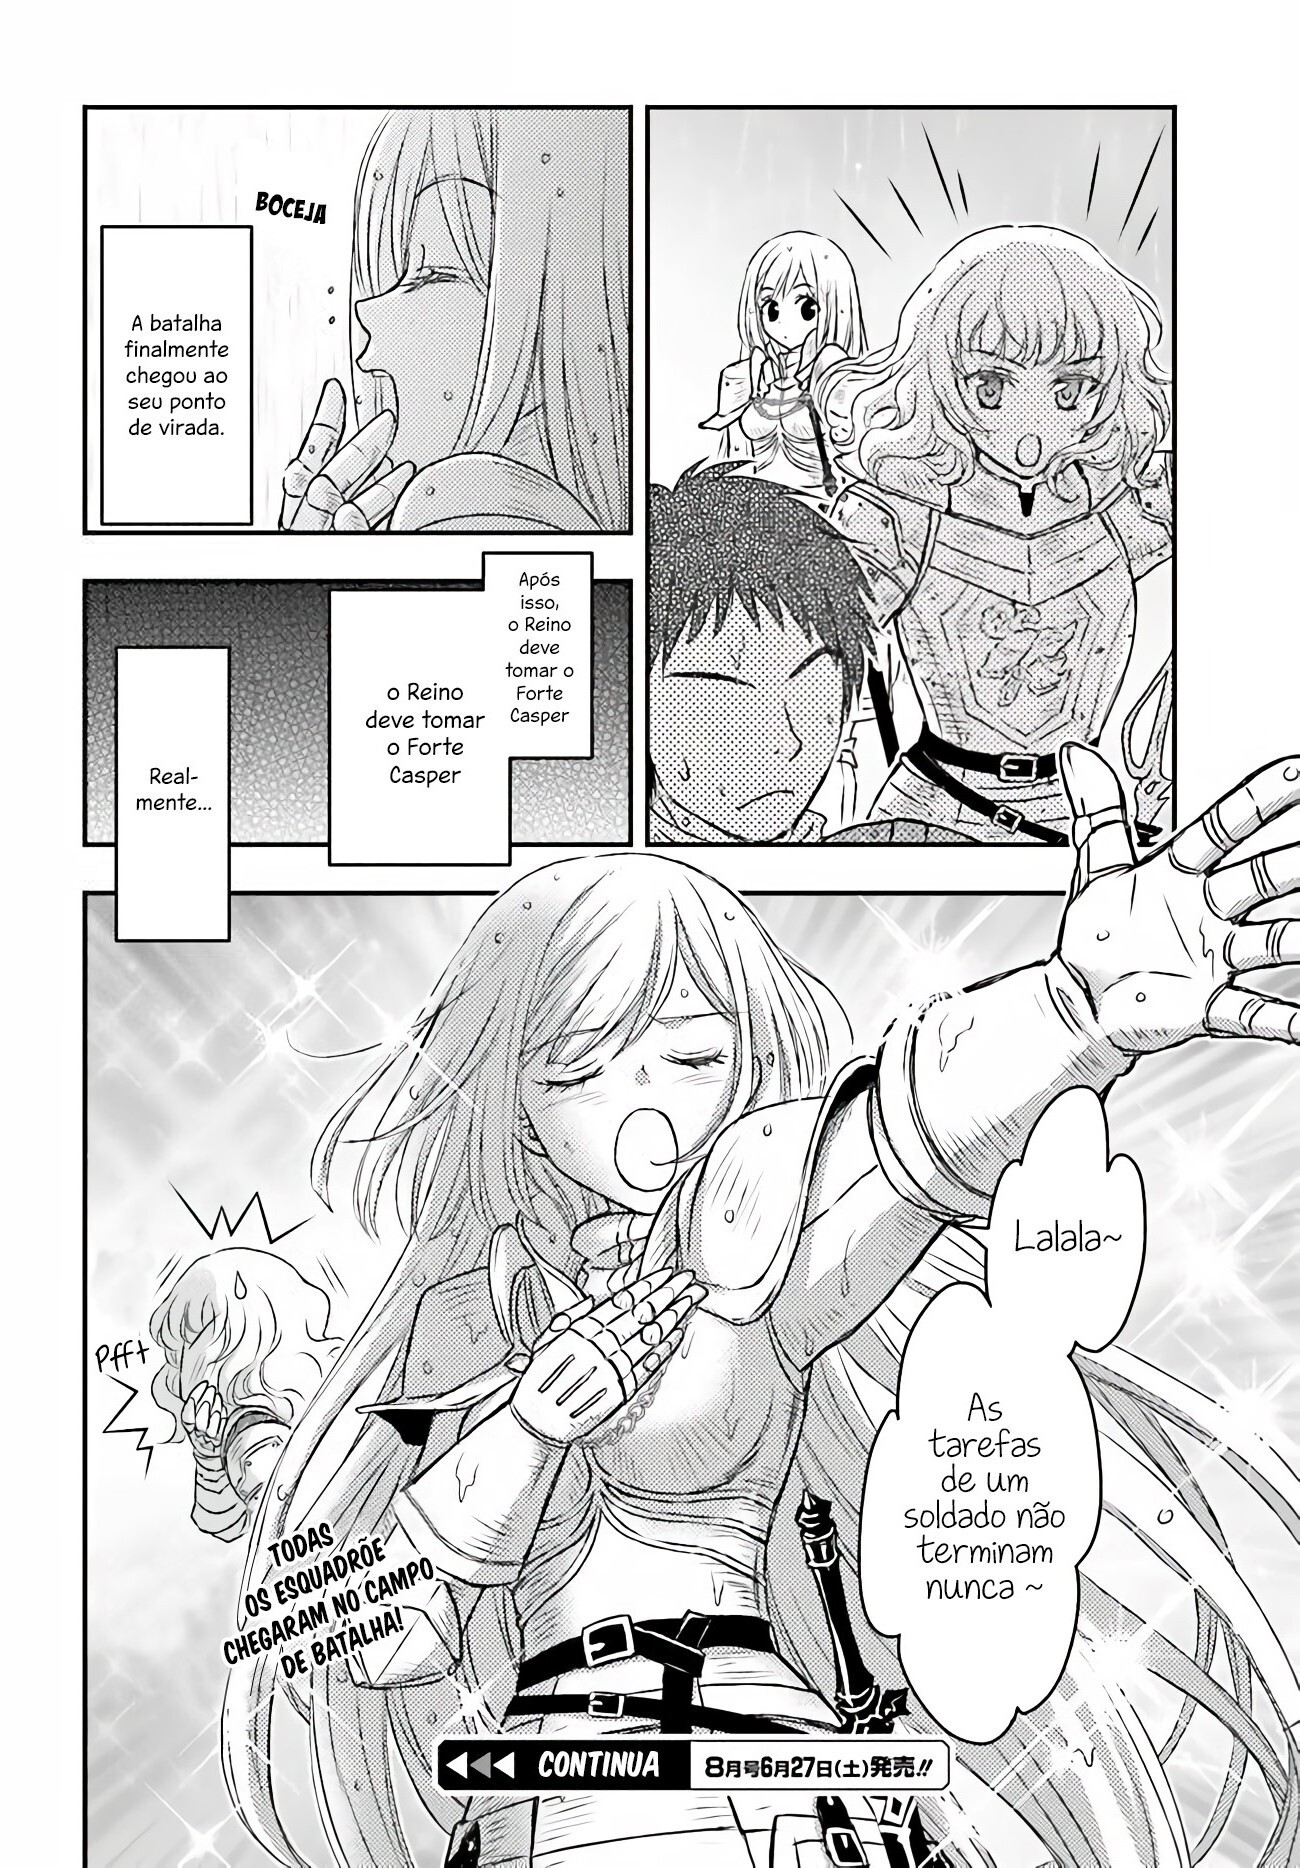 BOCEJA
A batalha
finalmente
chegou ao
seu ponto
de virada.
Após
isso,
o Reino
deve
tomar o
Forte
Casper
o Reino
deve tomar
o Forte
Casper
Real-
mente...
Lalala~
As
tarefas
de um
soldado não
terminam
nunca ~
Pfft
TODAS
OS ESQUADRÕE
CHEGARAM NO CAMPO
DE BATALHA!
CONTINUA
8月号6月27日(土)発売!!